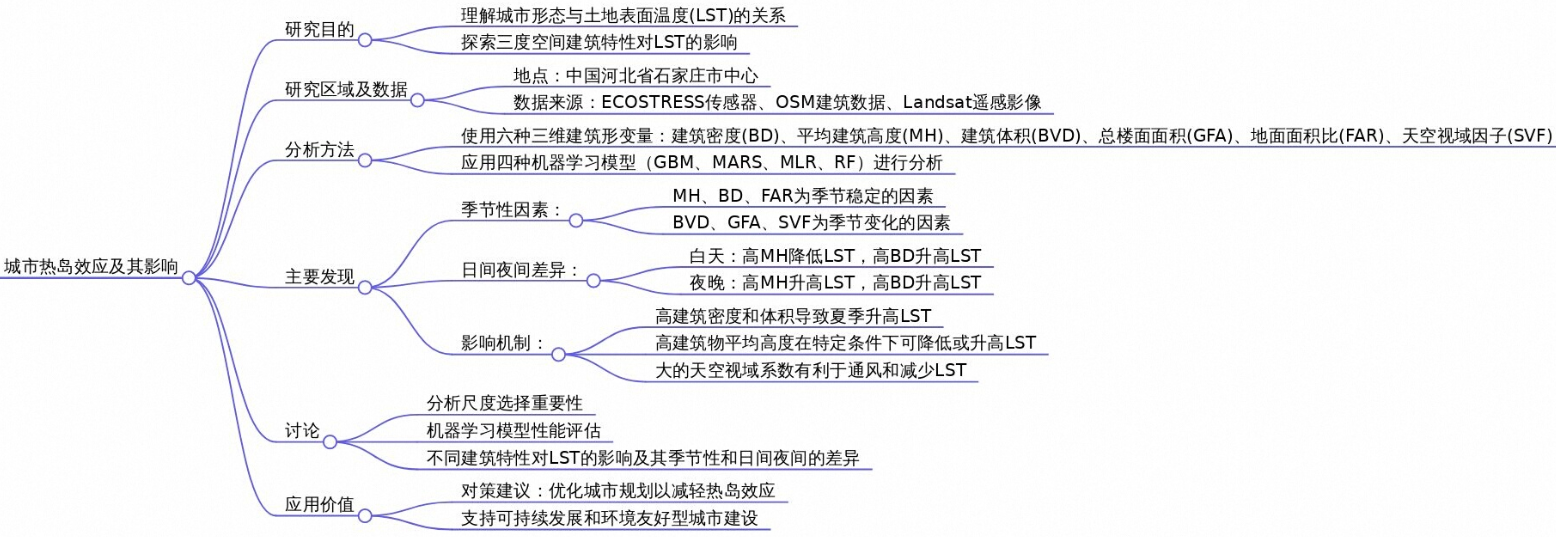 城市热岛效应及其影响
研究目的
理解城市形态与土地表面温度(LST)的关系
探索三度空间建筑特性对LST的影响
研究区域及数据
地点：中国河北省石家庄市中心
数据来源：ECOSTRESS传感器、OSM建筑数据、Landsat遥感影像
分析方法
使用六种三维建筑形变量：建筑密度(BD)、平均建筑高度(MH)、建筑体积(BVD)、总楼面面积(GFA)、地面面积比(FAR)、天空视域因子(SVF)
应用四种机器学习模型（GBM、MARS、MLR、RF）进行分析
主要发现
季节性因素：
MH、BD、FAR为季节稳定的因素
BVD、GFA、SVF为季节变化的因素
日间夜间差异：
白天：高MH降低LST，高BD升高LST
夜晚：高MH升高LST，高BD升高LST
影响机制：
高建筑密度和体积导致夏季升高LST
高建筑物平均高度在特定条件下可降低或升高LST
大的天空视域系数有利于通风和减少LST
讨论
分析尺度选择重要性
机器学习模型性能评估
不同建筑特性对LST的影响及其季节性和日间夜间的差异
应用价值
对策建议：优化城市规划以减轻热岛效应
支持可持续发展和环境友好型城市建设